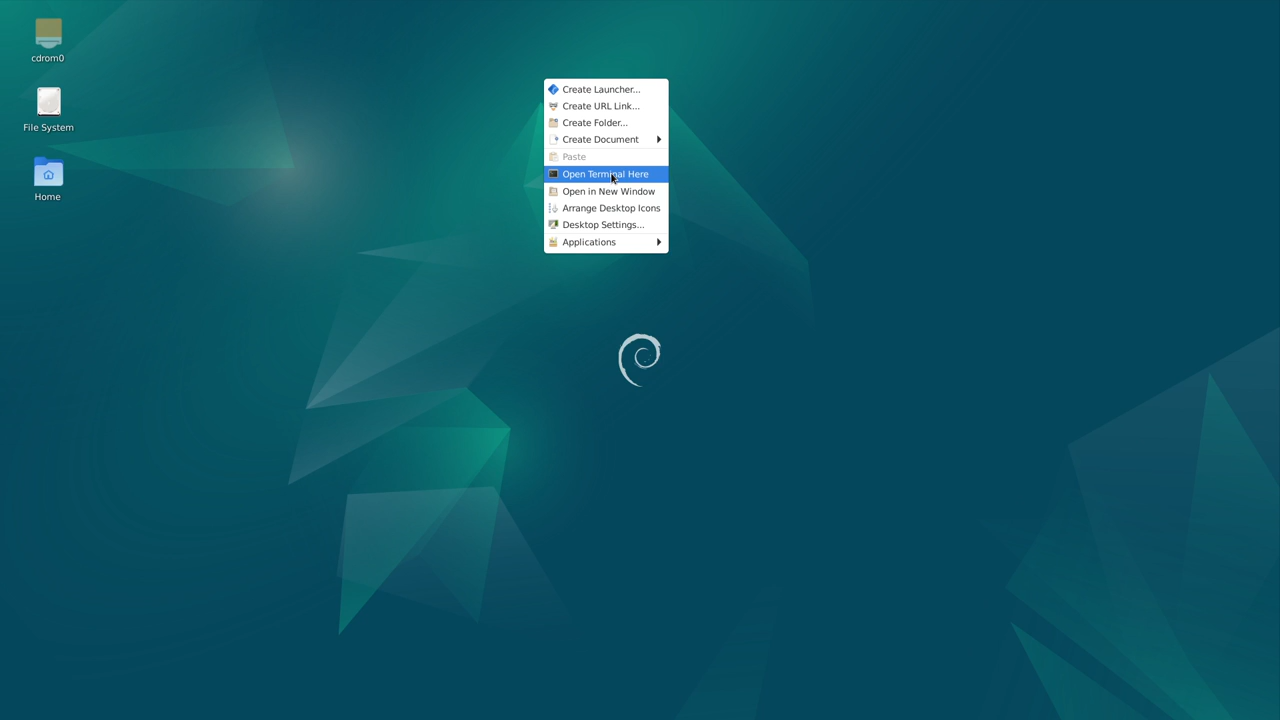 cdrom0
File System
Home
Create Launcher...
Create URL Link...
Create Folder...
Create Document
Paste
Open Terminal Here
Open in New Window
Arrange Desktop Icons
Desktop Settings...
Applications